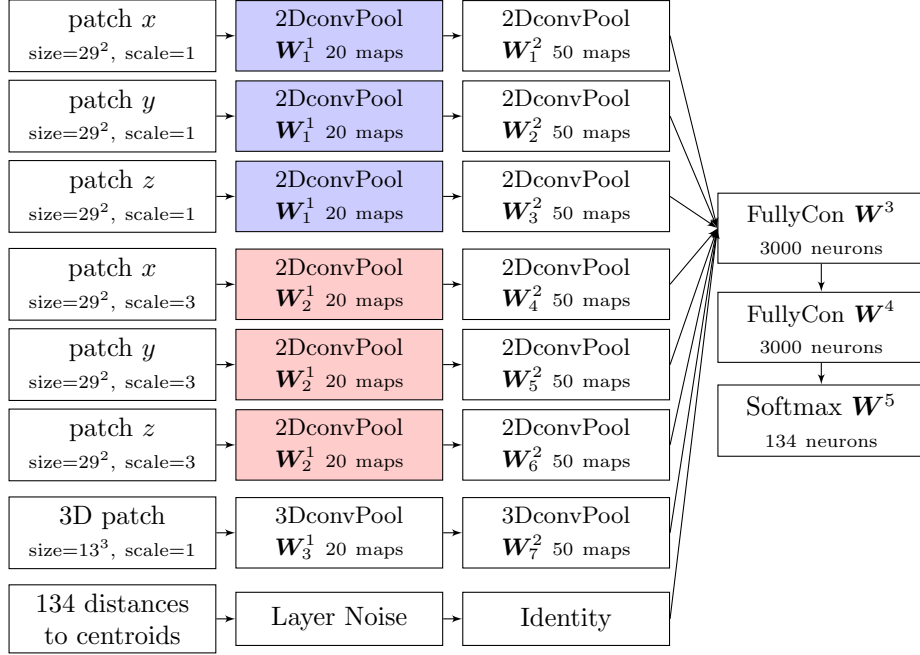 patch x
size=29², scale=1
2DconvPool
W₁¹ 20 maps
2DconvPool
W₁² 50 maps
patch y
size=29², scale=1
2DconvPool
W₁¹ 20 maps
2DconvPool
W₂² 50 maps
patch z
size=29², scale=1
2DconvPool
W₁¹ 20 maps
2DconvPool
W₃² 50 maps
patch x
size=29², scale=3
2DconvPool
W₂¹ 20 maps
2DconvPool
W₄² 50 maps
patch y
size=29², scale=3
2DconvPool
W₂¹ 20 maps
2DconvPool
W₅² 50 maps
patch z
size=29², scale=3
2DconvPool
W₂¹ 20 maps
2DconvPool
W₆² 50 maps
3D patch
size=13³, scale=1
3DconvPool
W₃¹ 20 maps
3DconvPool
W₇² 50 maps
134 distances
to centroids
Layer Noise
Identity
FullyCon W³
3000 neurons
FullyCon W⁴
3000 neurons
Softmax W⁵
134 neurons